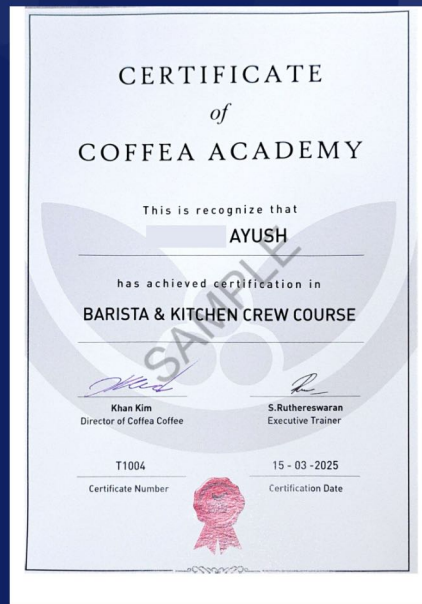 CERTIFICATE
of
COFFEA ACADEMY
This is recognize that
AYUSH
has achieved certification in
BARISTA & KITCHEN CREW COURSE
SAMPLE
Khan Kim
Director of Coffea Coffee
S.Ruthereswaran
Executive Trainer
T1004
Certificate Number
15 - 03 -2025
Certification Date